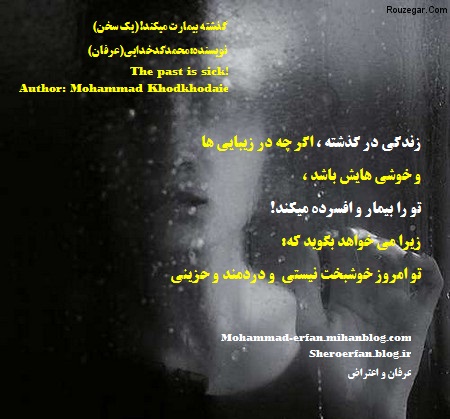 Rouzegar.Com
گذشته بیمارت میکند! (یک سخن)
نویسنده:محمدکدخدایی(عرفان)
The past is sick!
Author: Mohammad Khodkhodaie
زندگی در گذشته ، اگر چه در زیبایی ها
و خوشی هایش باشد ،
تو را بیمار و افسرده میکند!
زیرا می خواهد بگوید که:
تو امروز خوشبخت نیستی و دردمند و حزینی
Mohammad-erfan.mihanblog.com
Sheroerfan.blog.ir
عرفان و اعتراض